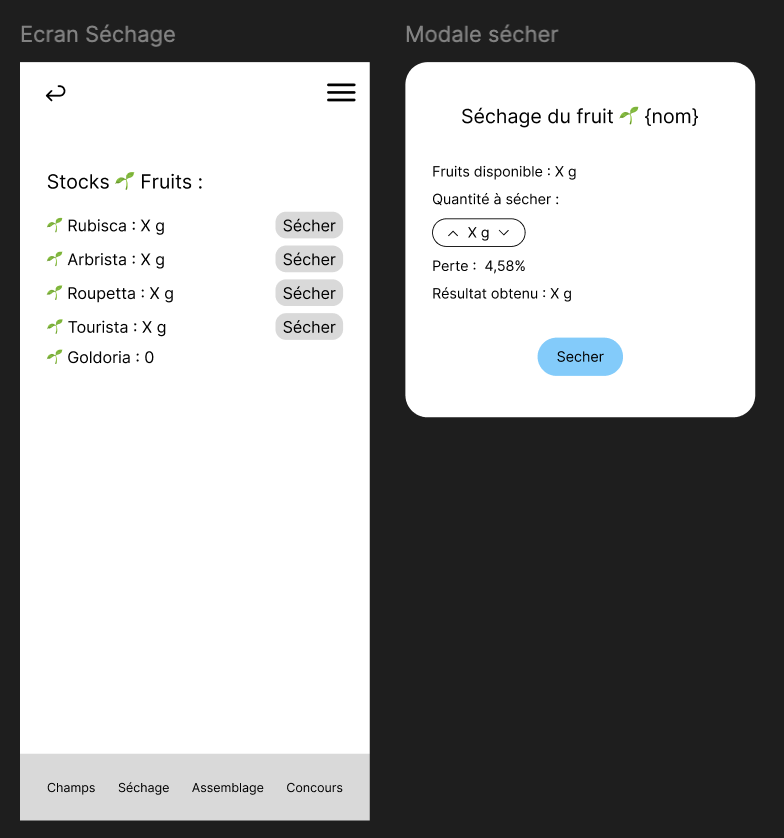 Ecran Séchage
Stocks 🌱 Fruits :
🌱 Rubisca : X g
Sécher
🌱 Arbrista : X g
Sécher
🌱 Roupetta : X g
Sécher
🌱 Tourista : X g
Sécher
🌱 Goldoria : 0
Champs Séchage Assemblage Concours
Modale sécher
Séchage du fruit 🌱 {nom}
Fruits disponible : X g
Quantité à sécher :
X g
Perte : 4,58%
Résultat obtenu : X g
Secher